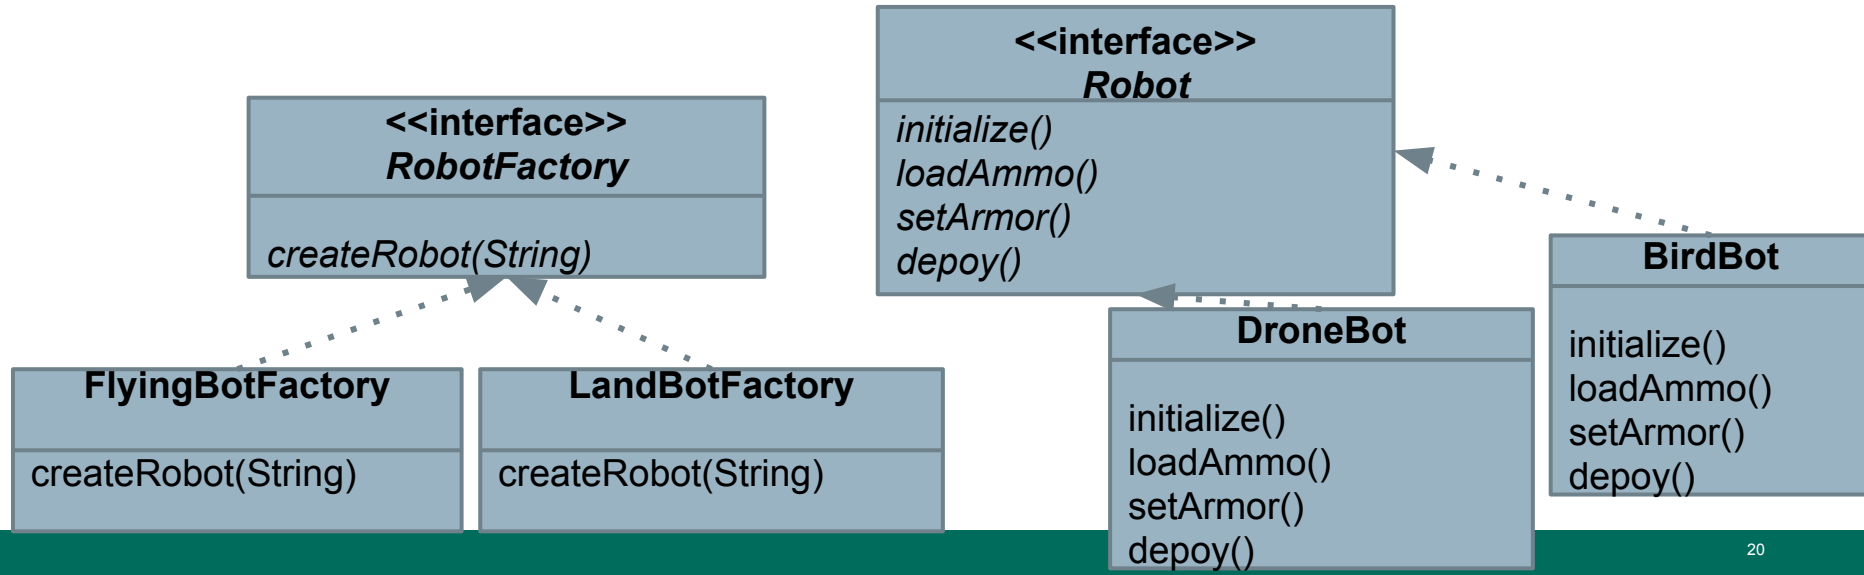 <<interface>>
RobotFactory
createRobot(String)
<<interface>>
Robot
initialize()
loadAmmo()
setArmor()
depoy()
FlyingBotFactory
createRobot(String)
LandBotFactory
createRobot(String)
DroneBot
initialize()
loadAmmo()
setArmor()
depoy()
BirdBot
initialize()
loadAmmo()
setArmor()
depoy()
20